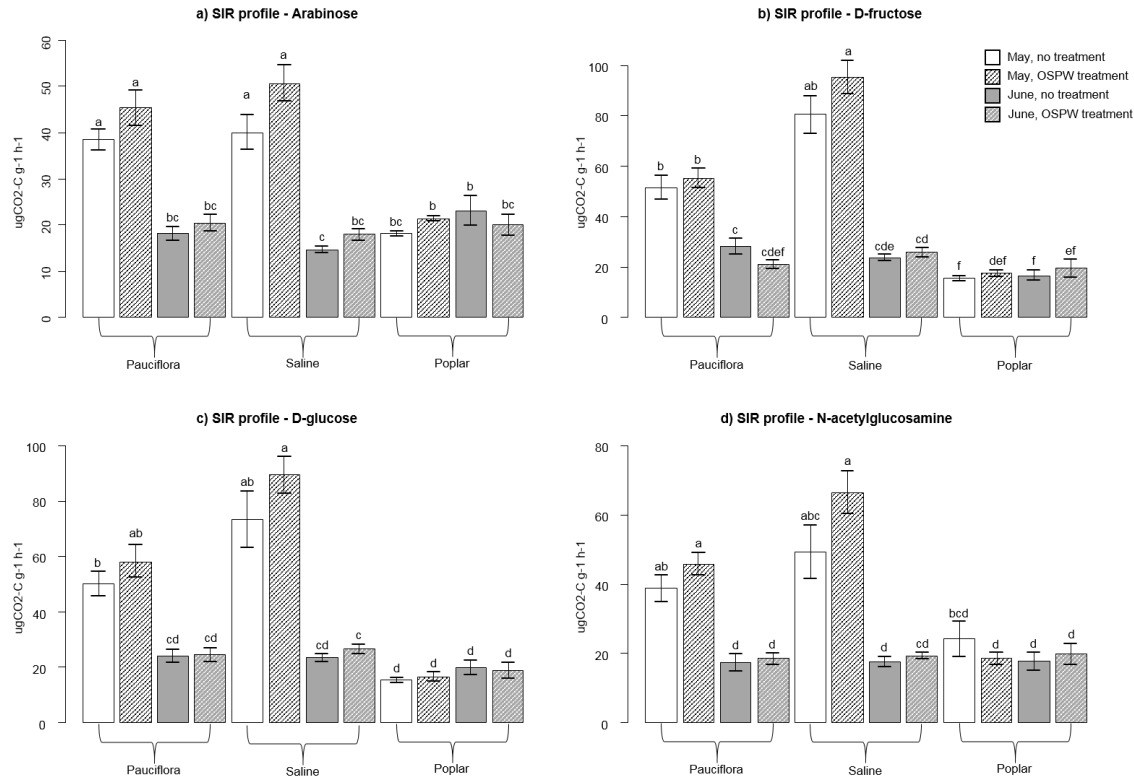 a) SIR profile - Arabinose
ugCO2-C g-1 h-1
60
50
40
30
20
10
0
a
a
bc
bc
a
a
c
bc
bc
b
b
bc
Pauciflora
Saline
Poplar
b) SIR profile - D-fructose
ugCO2-C g-1 h-1
100
80
60
40
20
0
b
b
c
cdef
ab
a
cde
cd
f
def
f
ef
Pauciflora
Saline
Poplar
May, no treatment
May, OSPW treatment
June, no treatment
June, OSPW treatment
c) SIR profile - D-glucose
ugCO2-C g-1 h-1
100
80
60
40
20
0
b
ab
cd
cd
ab
a
cd
c
d
d
d
d
Pauciflora
Saline
Poplar
d) SIR profile - N-acetylglucosamine
ugCO2-C g-1 h-1
80
60
40
20
0
ab
a
d
d
abc
a
d
cd
bcd
d
d
d
Pauciflora
Saline
Poplar